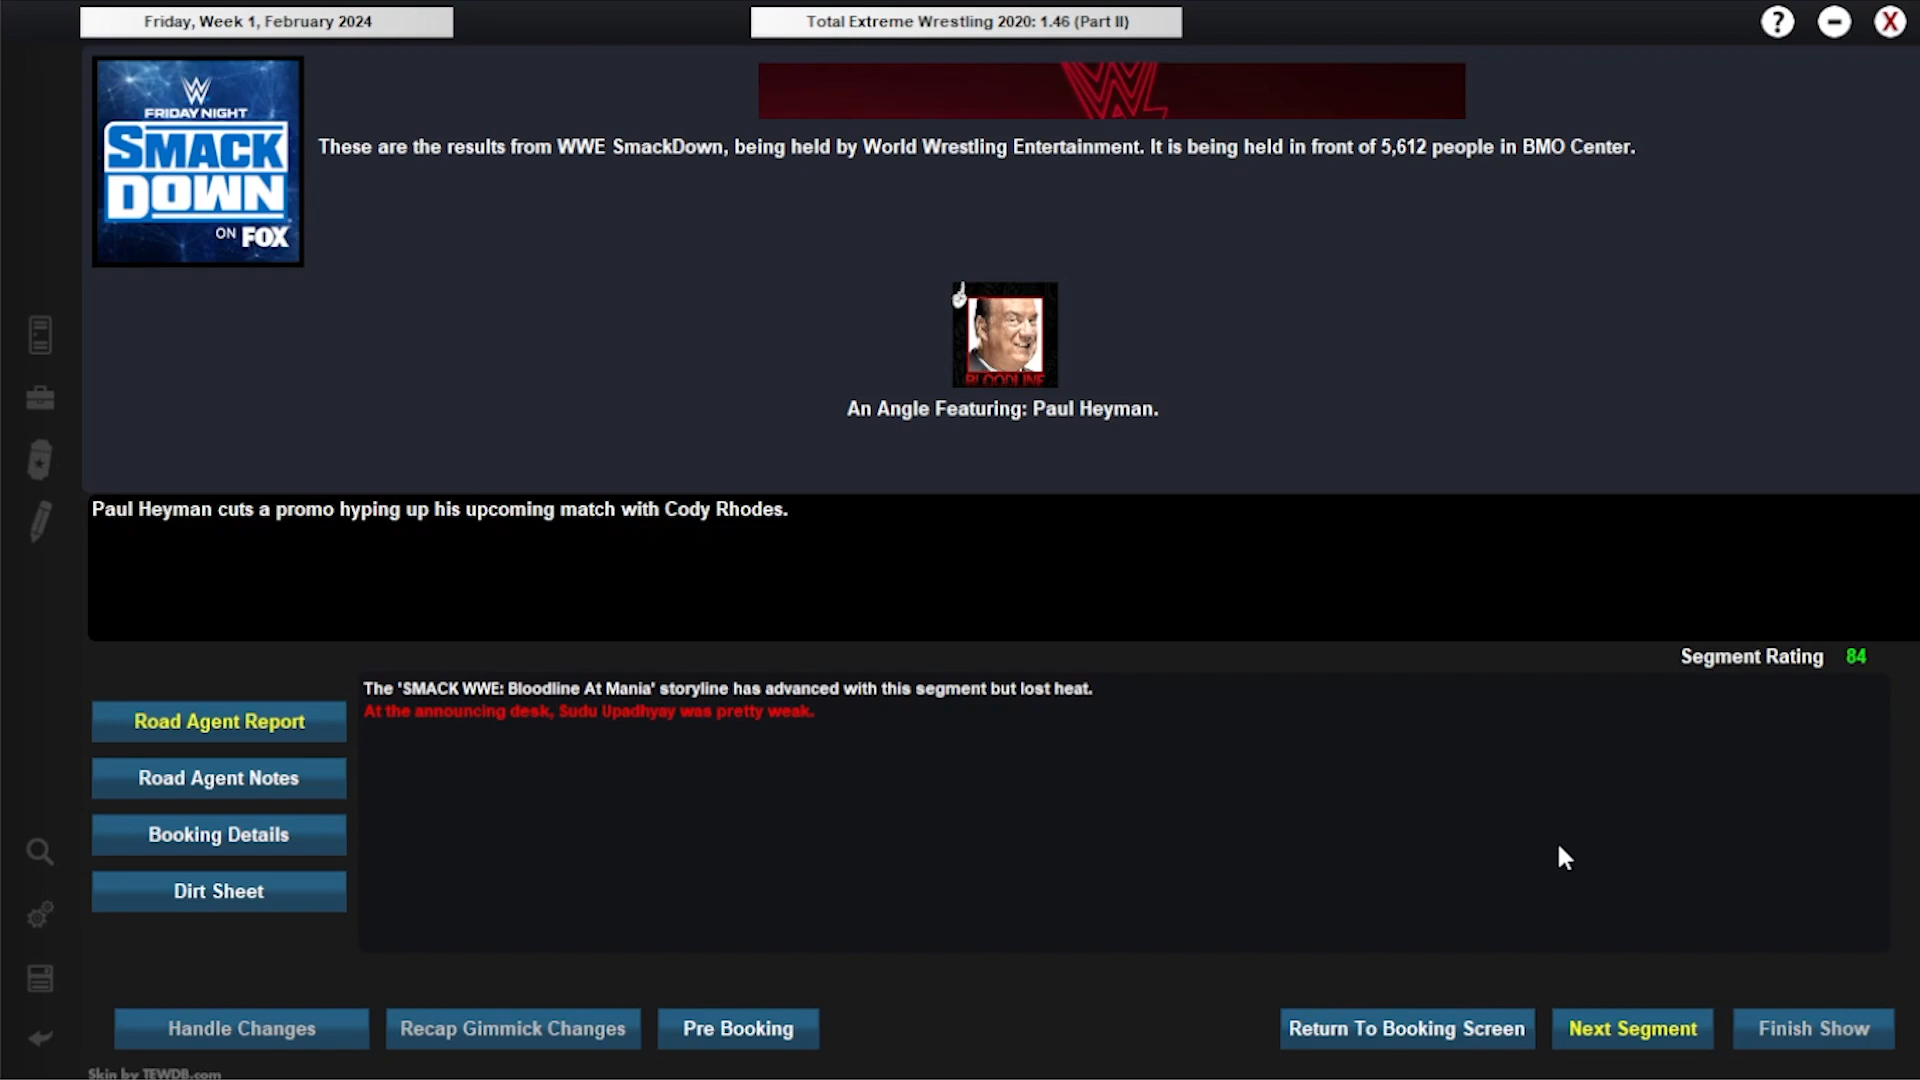 Friday, Week 1, February 2024
Total Extreme Wrestling 2020: 1.46 (Part II)
?
X
FRIDAY NIGHT
SMACK
DOWN
ON FOX
These are the results from WWE SmackDown, being held by World Wrestling Entertainment. It is being held in front of 5,612 people in BMO Center.
BLOODLINE
An Angle Featuring: Paul Heyman.
Paul Heyman cuts a promo hyping up his upcoming match with Cody Rhodes.
Segment Rating 84
The 'SMACK WWE: Bloodline At Mania' storyline has advanced with this segment but lost heat.
At the announcing desk, Sudu Upadhyay was pretty weak.
Road Agent Report
Road Agent Notes
Booking Details
Dirt Sheet
Handle Changes
Recap Gimmick Changes
Pre Booking
Return To Booking Screen
Next Segment
Finish Show
Skin by TEWDB.com